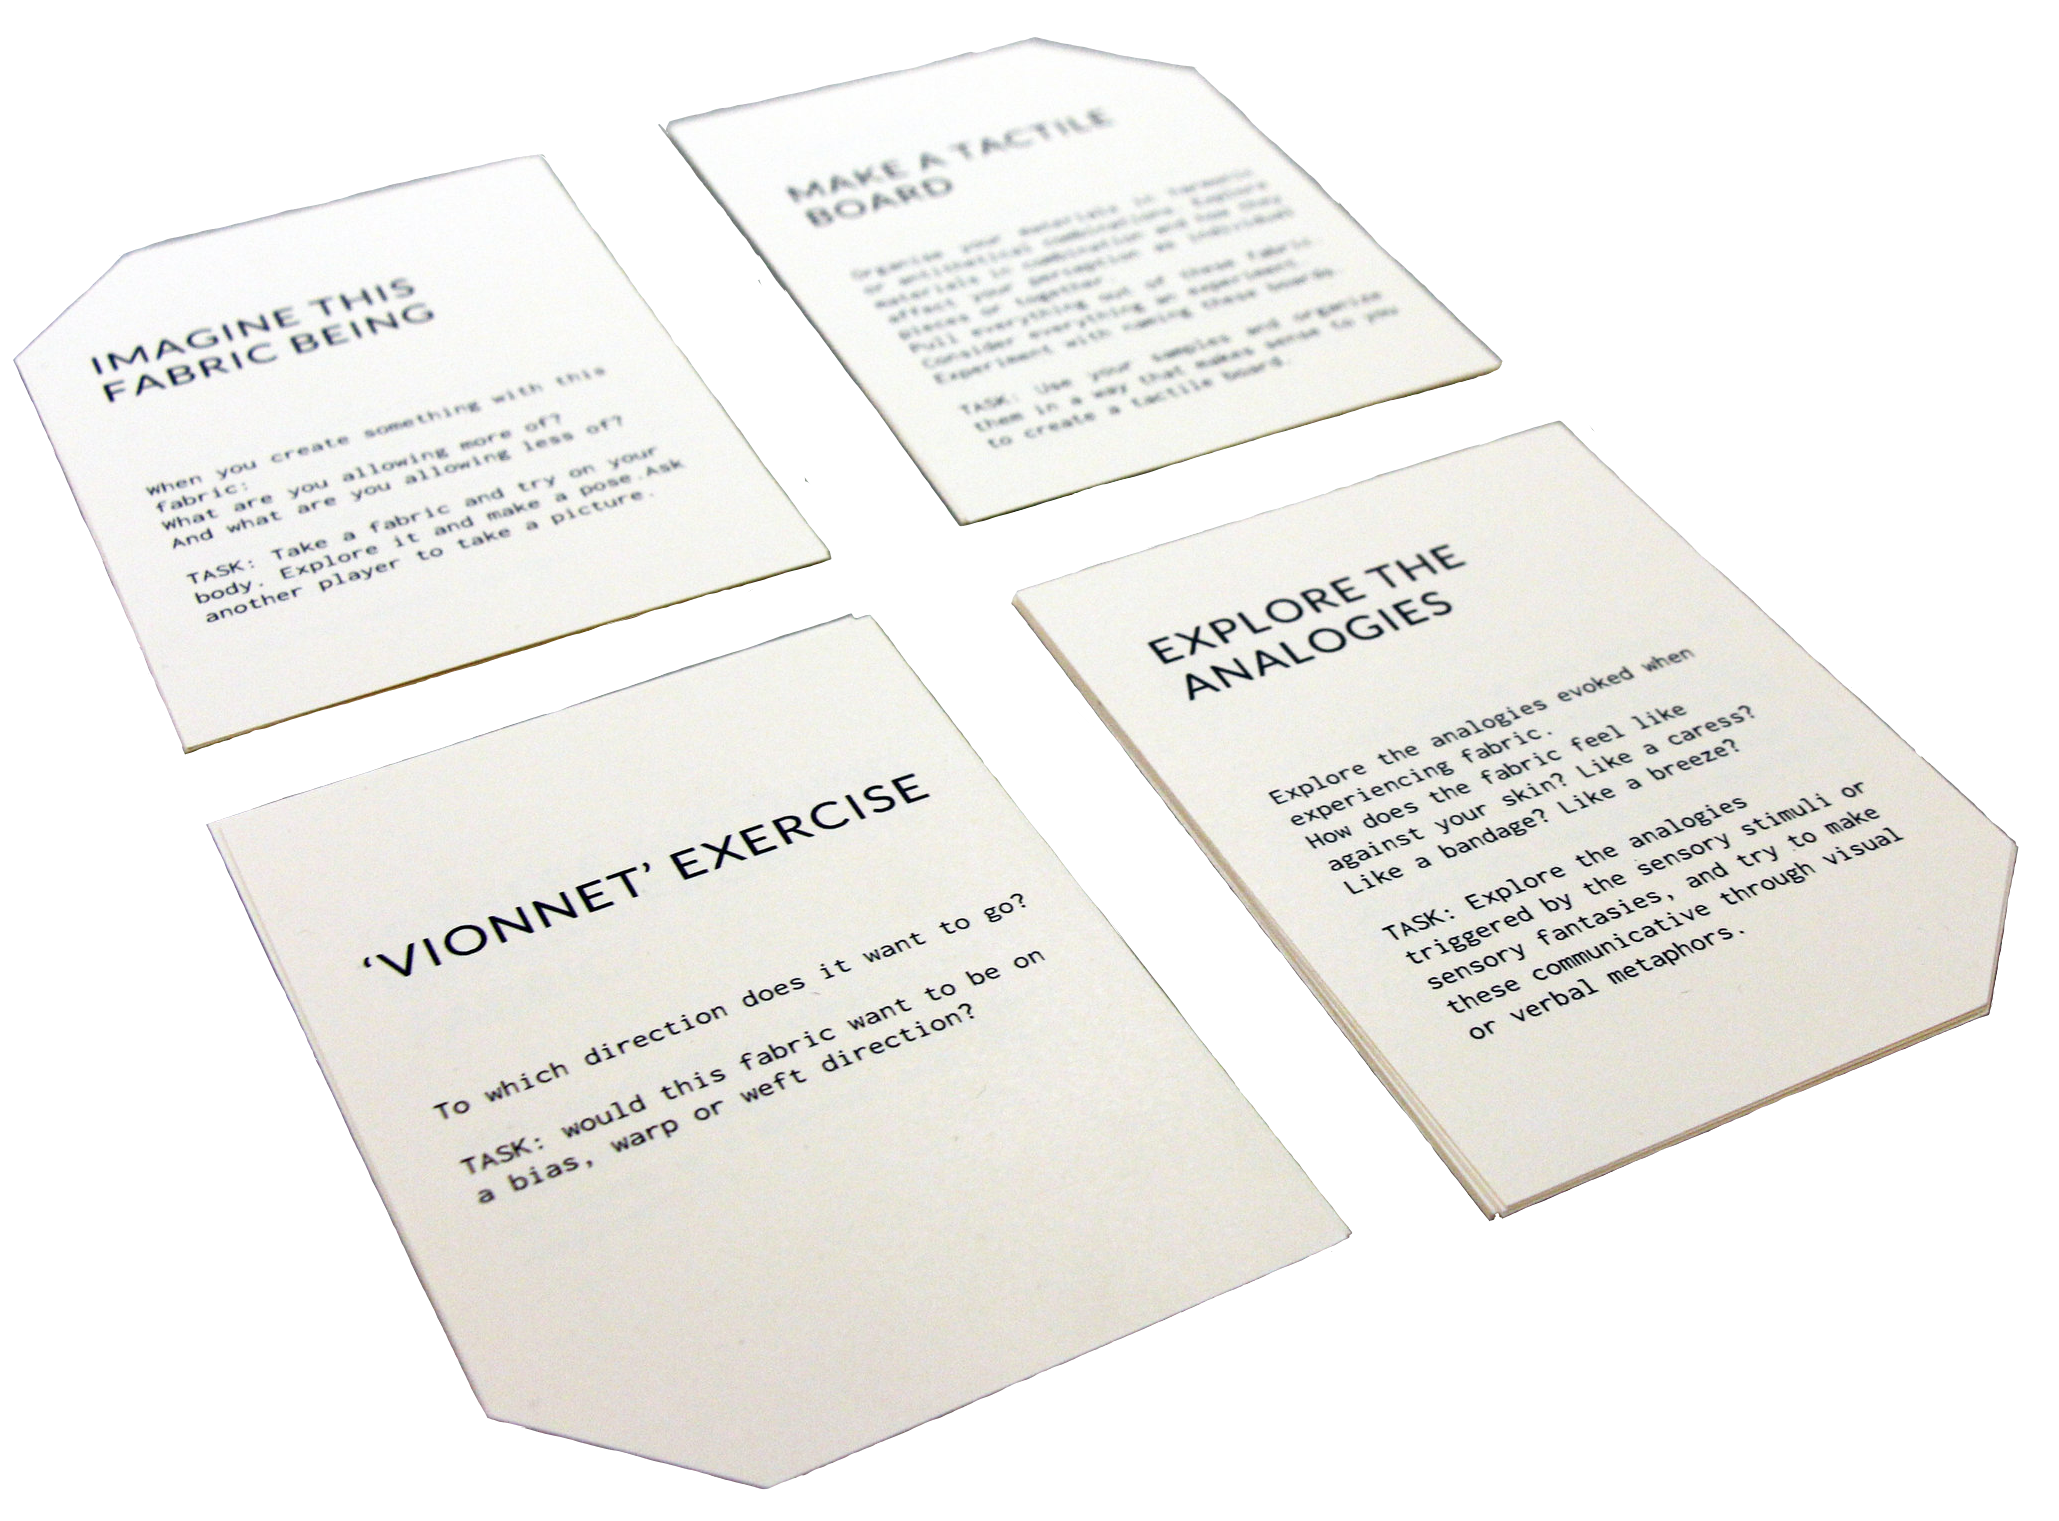 IMAGINE THIS
FABRIC BEING
When you create something with this
fabric:
What are you allowing more of?
And what are you allowing less of?
TASK: Take a fabric and try on your
body. Explore it and make a pose.Ask
another player to take a picture.
MAKE A TACTILE
BOARD
Organise your materials in harmonic
or antithetical combinations. Explore
materials in combination and how they
affect your perception as individual
pieces or together.
Pull everything out of these fabric.
Consider everything an experiment.
Experiment with naming these boards.
TASK: Use your samples and organize
them in a way that makes sense to you
to create a tactile board.
‘VIONNET’ EXERCISE
To which direction does it want to go?
TASK: would this fabric want to be on
a bias, warp or weft direction?
EXPLORE THE
ANALOGIES
Explore the analogies evoked when
experiencing fabric.
How does the fabric feel like
against your skin? Like a caress?
Like a bandage? Like a breeze?
TASK: Explore the analogies
triggered by the sensory stimuli or
sensory fantasies, and try to make
these communicative through visual
or verbal metaphors.